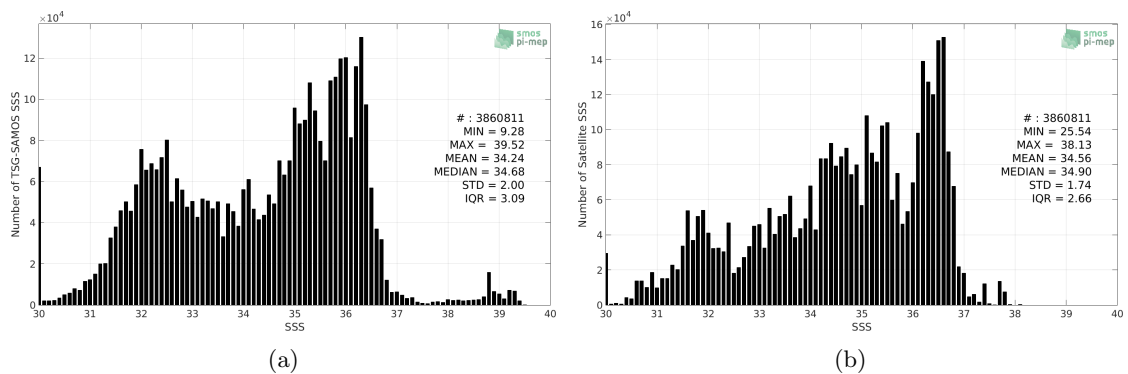 ×10⁴
smos
pi-mep
# : 3860811
MIN = 9.28
MAX = 39.52
MEAN = 34.24
MEDIAN = 34.68
STD = 2.00
IQR = 3.09
Number of TSG-SAMOS SSS
12
10
8
6
4
2
0
30 31 32 33 34 35 36 37 38 39 40
SSS
(a)
×10⁴
smos
pi-mep
# : 3860811
MIN = 25.54
MAX = 38.13
MEAN = 34.56
MEDIAN = 34.90
STD = 1.74
IQR = 2.66
Number of Satellite SSS
16
14
12
10
8
6
4
2
0
30 31 32 33 34 35 36 37 38 39 40
SSS
(b)